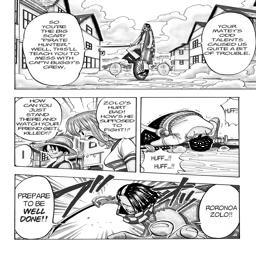 YOUR
MATEY'S
ODD
TALENTS
CAUSED US
QUITE A BIT
OF TROUBLE.
SO
YOU'RE
THE BIG
SCARY
"PIRATE
HUNTER."
WELL, THIS'LL
TEACH YOU TO
MESS WITH
CAP'N BUGGY'S
CREW.
HUFF...!!
HUFF...!!
HUFF...!!
ZOLO'S
HURT
BAD!
HOW'S HE
SUPPOSED
TO
FIGHT!?
HOW
CAN YOU
JUST
STAND
THERE AND
WATCH YOUR
FRIEND GET
KILLED!?
RORONOA
ZOLO!!
PREPARE
TO BE
WELL
DONE!!